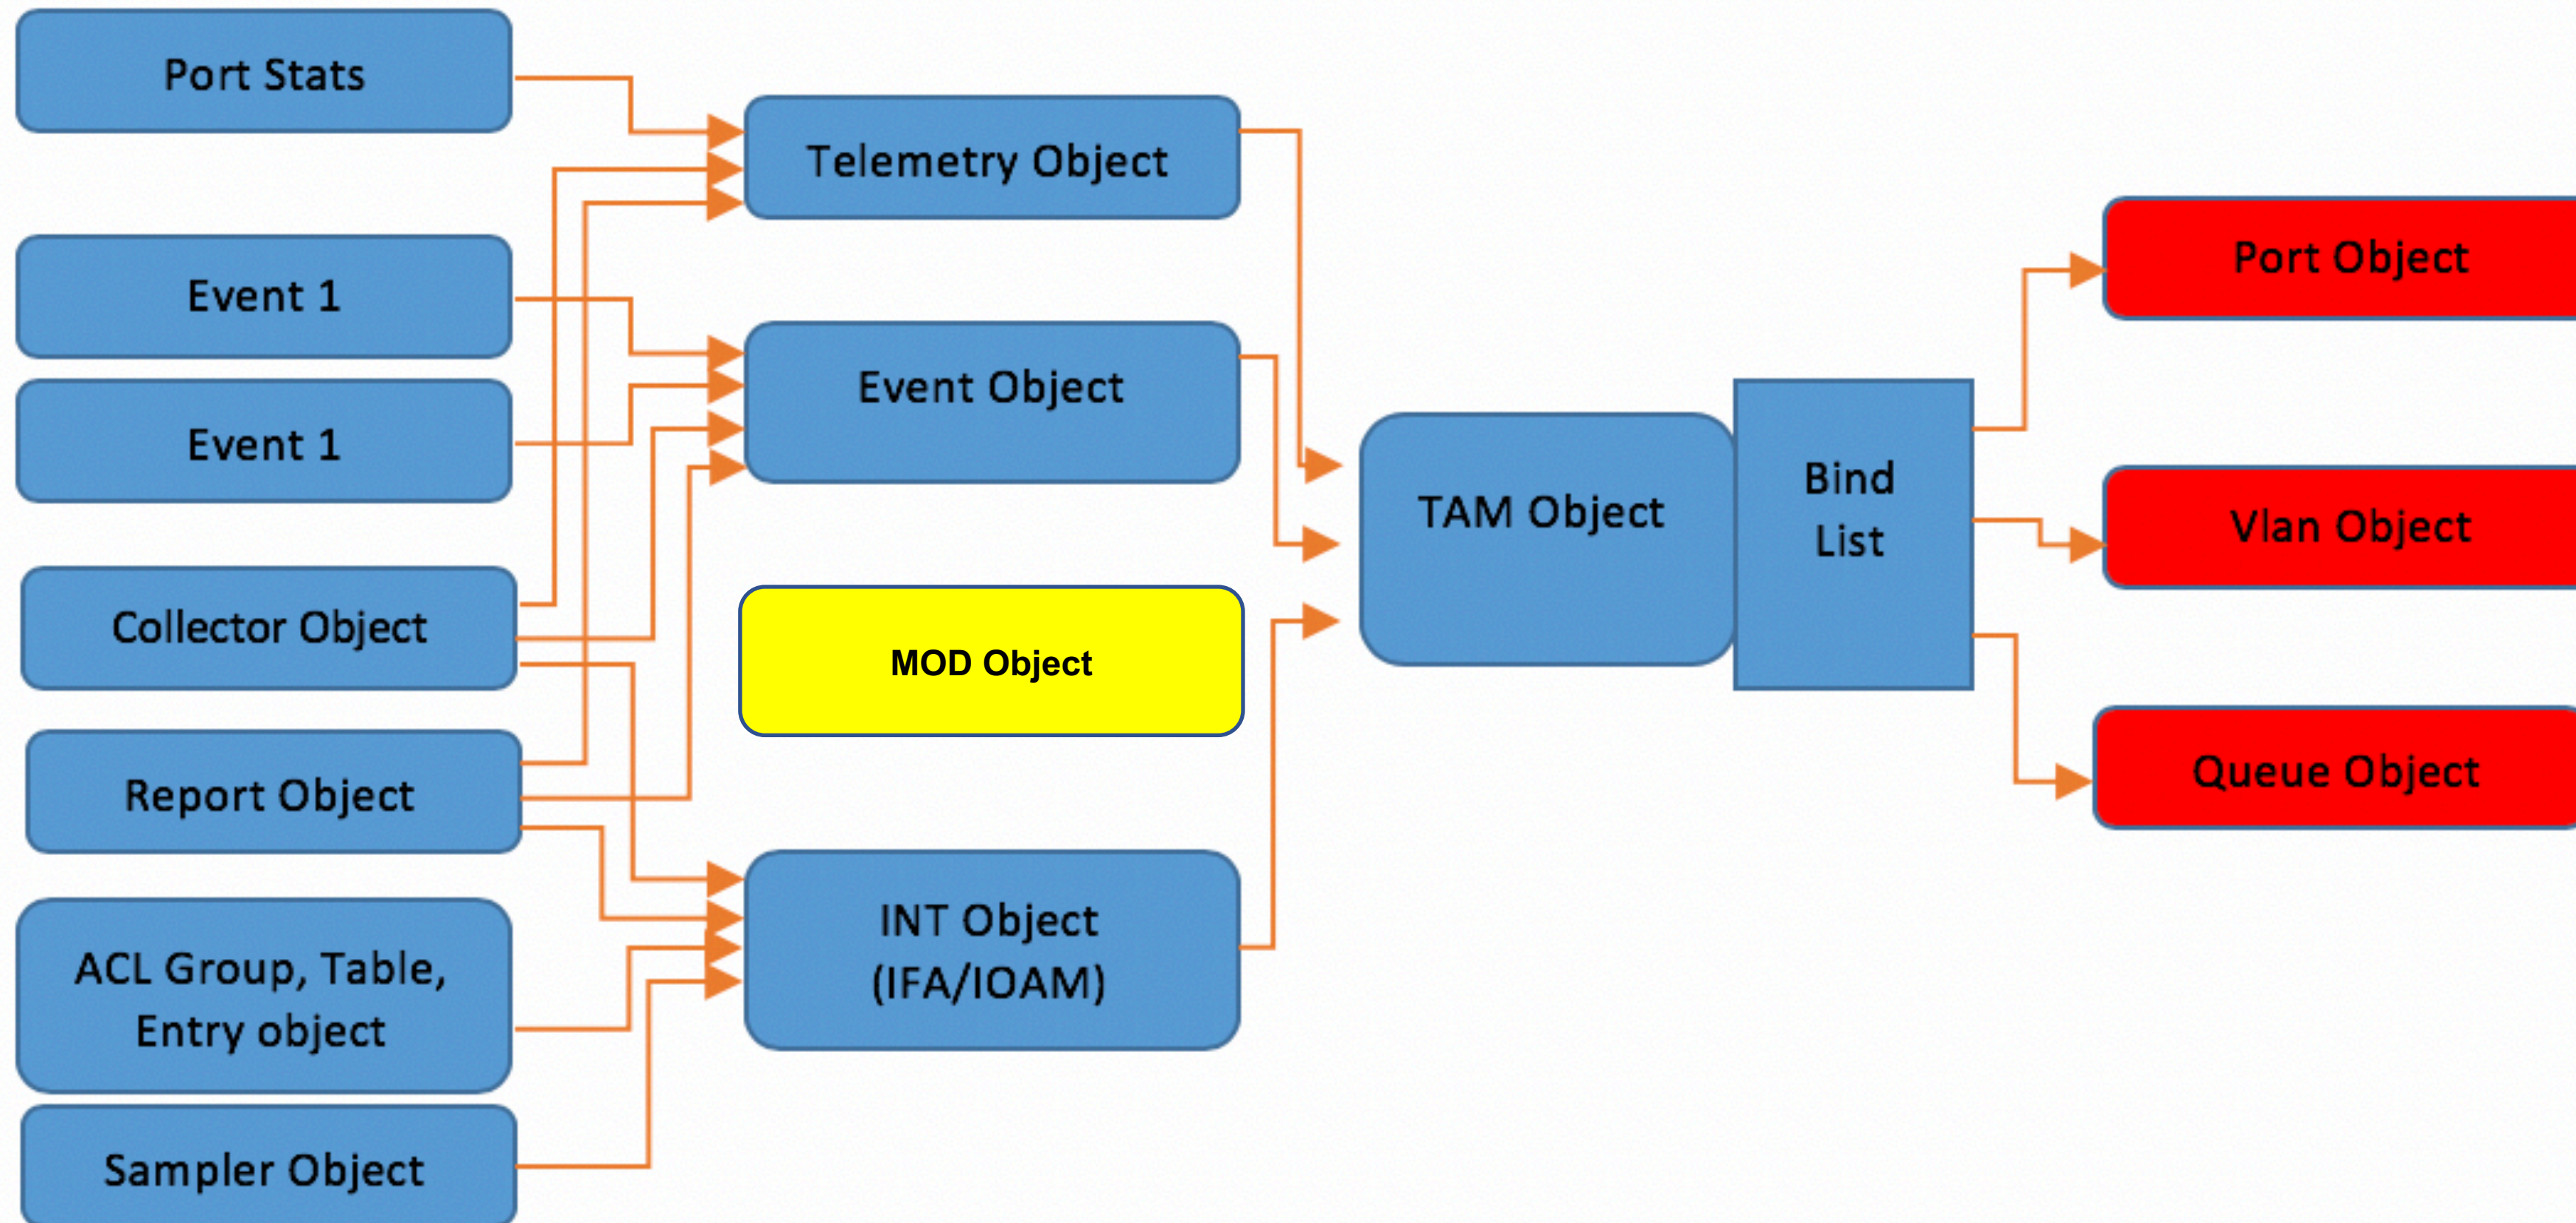 Port Stats
Event 1
Event 1
Collector Object
Report Object
ACL Group, Table,
Entry object
Sampler Object
Telemetry Object
Event Object
MOD Object
INT Object
(IFA/IOAM)
TAM Object
Bind
List
Port Object
Vlan Object
Queue Object